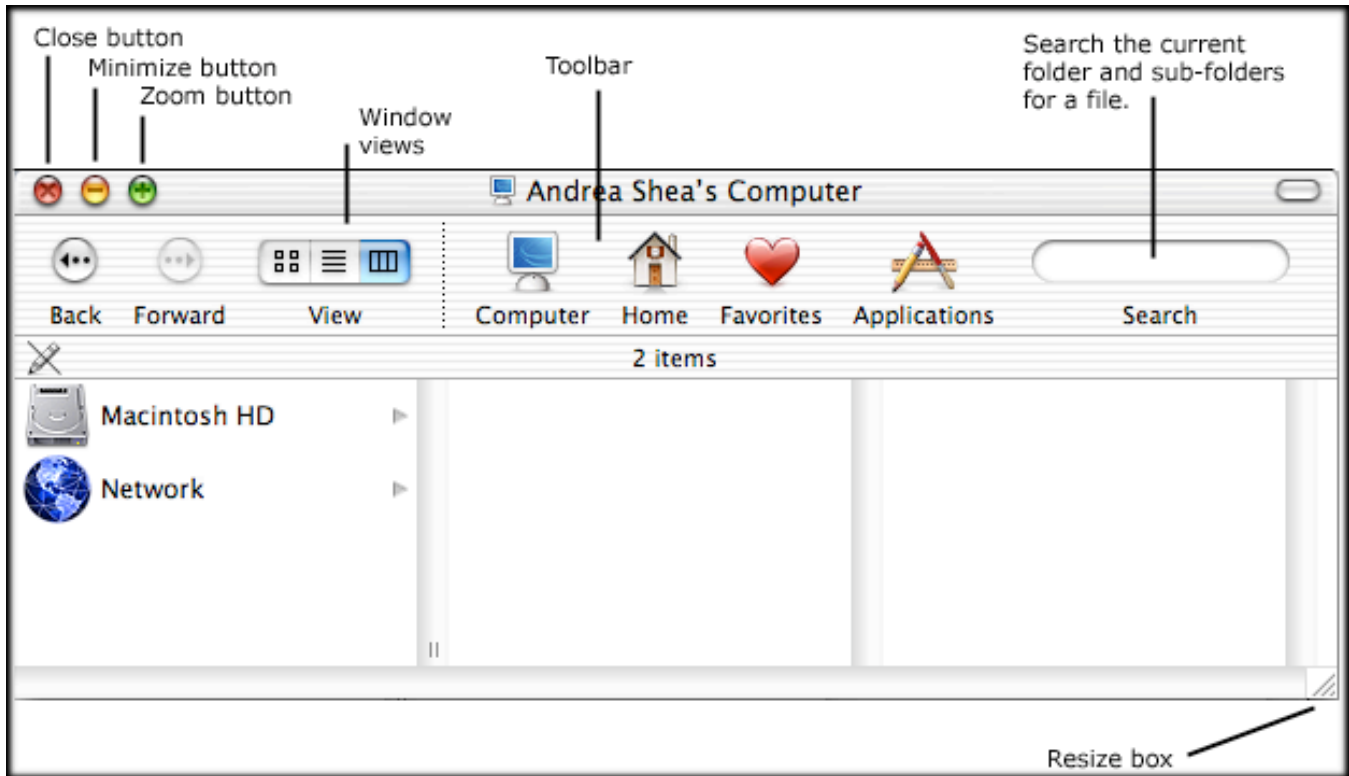 Close button
Minimize button
Zoom button
Toolbar
Search the current
folder and sub-folders
for a file.
Window
views
Andrea Shea's Computer
Back Forward View Computer Home Favorites Applications Search
2 items
Macintosh HD
Network
Resize box